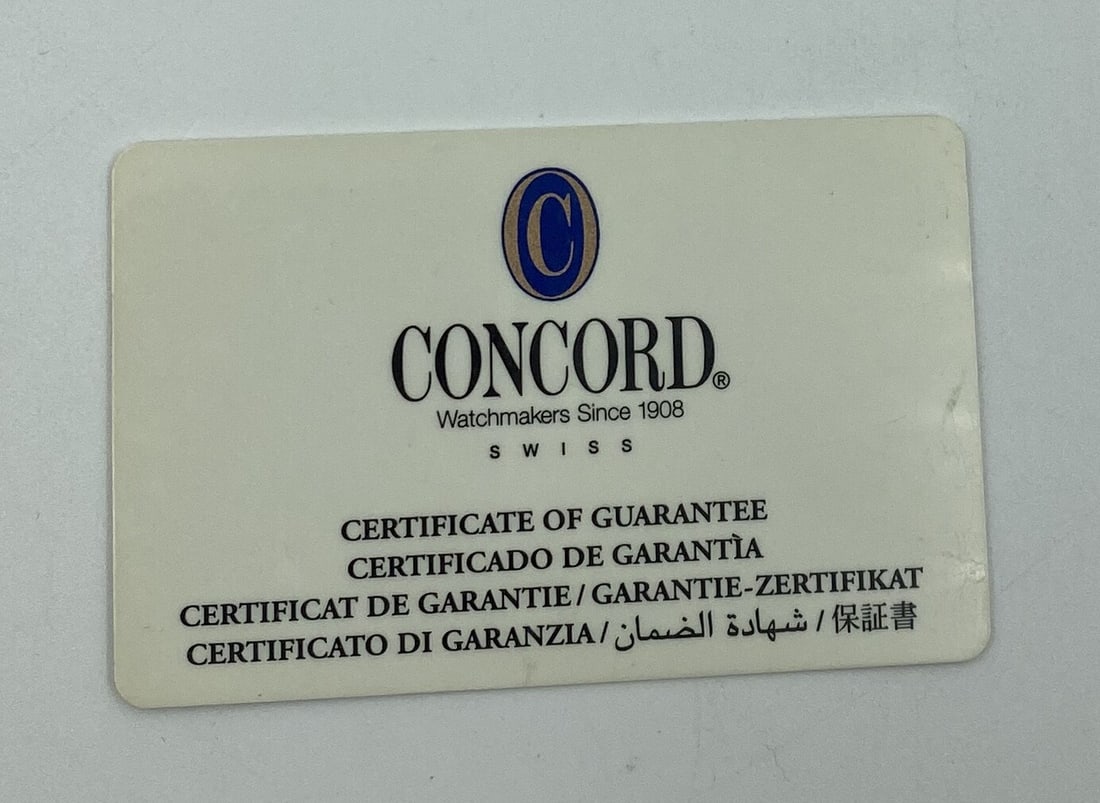 C
CONCORD®
Watchmakers Since 1908
SWISS
CERTIFICATE OF GUARANTEE
CERTIFICADO DE GARANTÌA
CERTIFICAT DE GARANTIE / GARANTIE-ZERTIFIKAT
CERTIFICATO DI GARANZIA / شهادة الضمان / 保証書